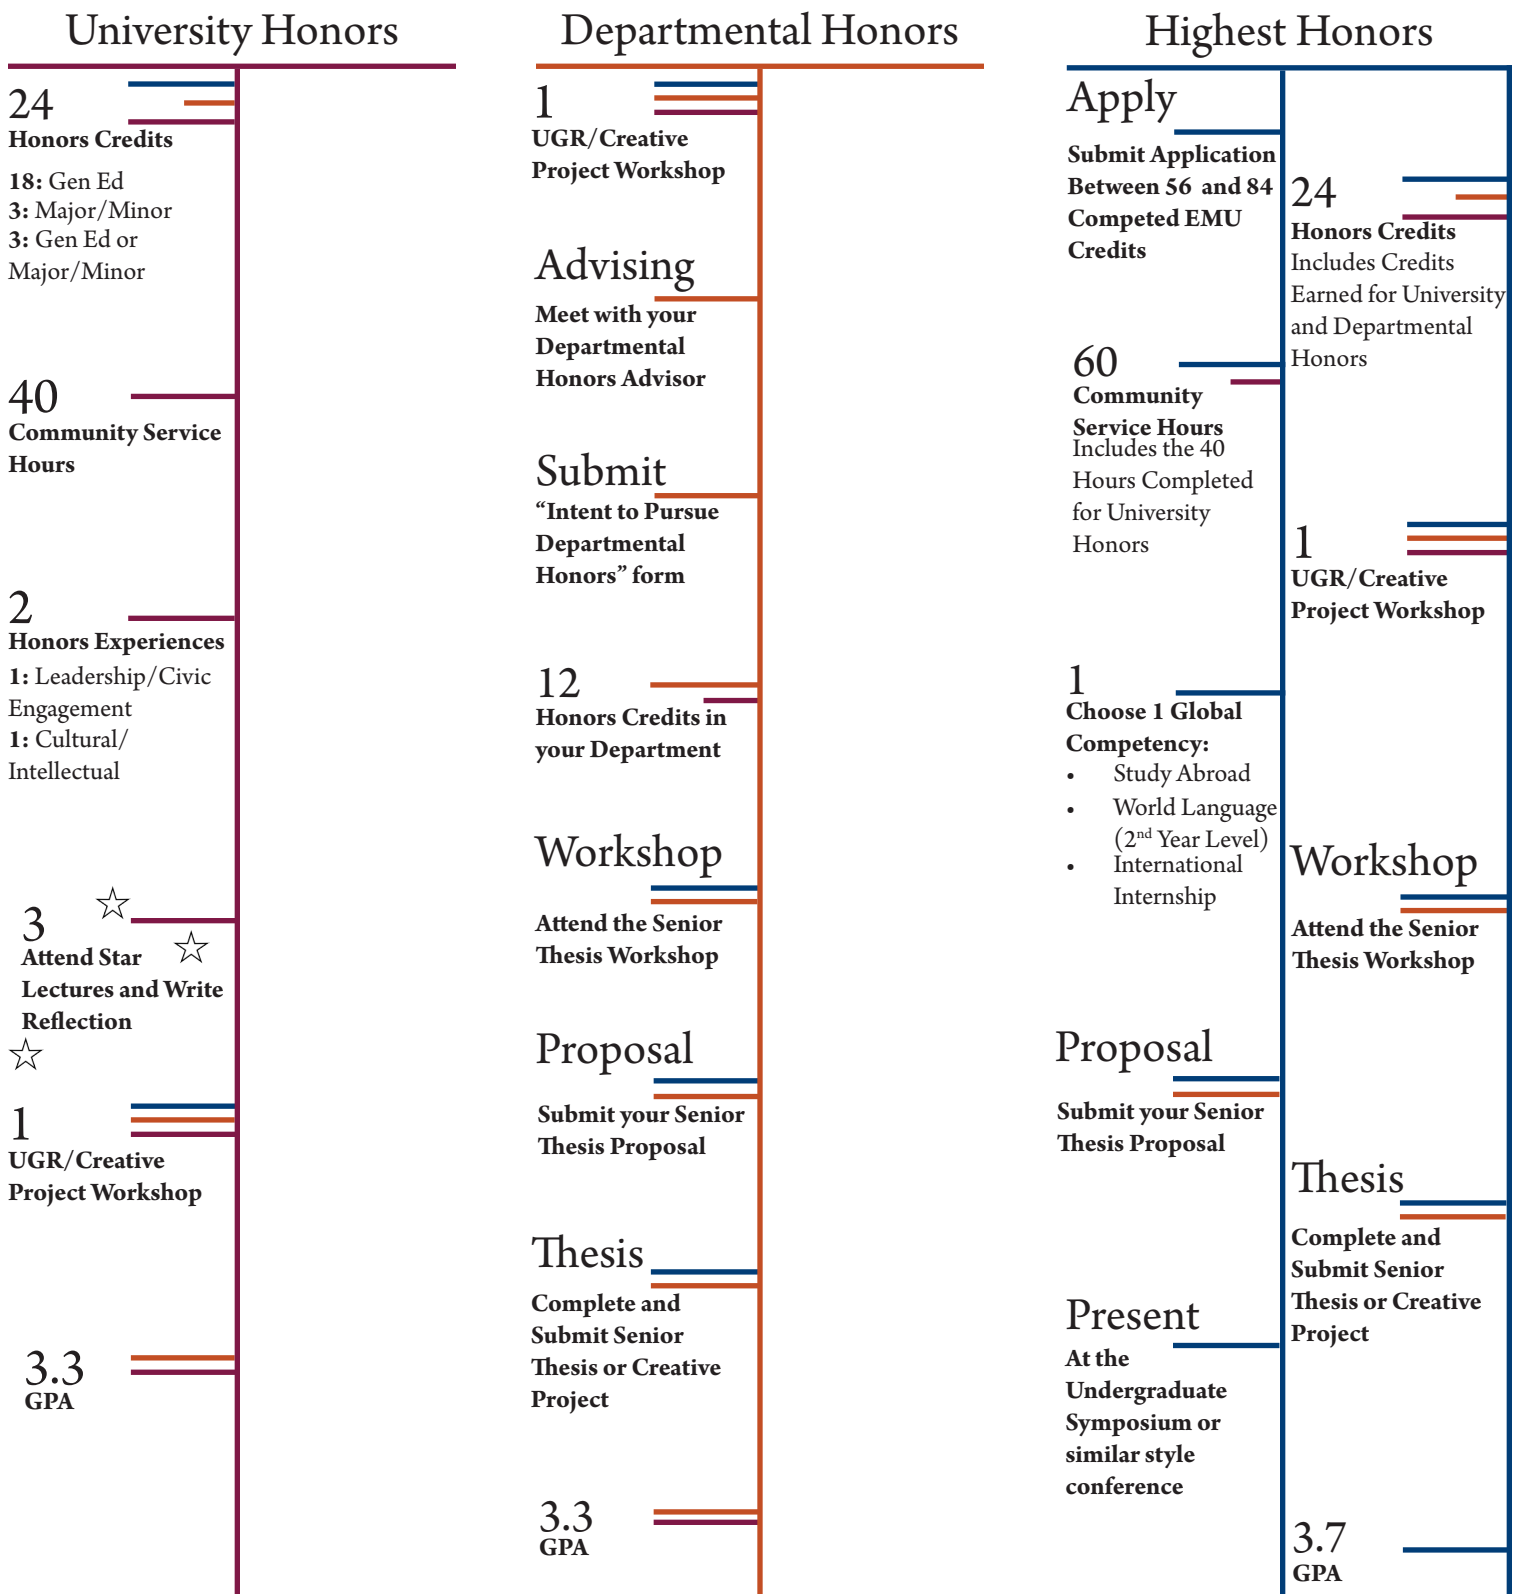 University Honors
24
Honors Credits
18: Gen Ed
3: Major/Minor
3: Gen Ed or
Major/Minor
40
Community Service
Hours
2
Honors Experiences
1: Leadership/Civic
Engagement
1: Cultural/
Intellectual
3
Attend Star
Lectures and Write
Reflection
1
UGR/Creative
Project Workshop
3.3
GPA
Departmental Honors
1
UGR/Creative
Project Workshop
Advising
Meet with your
Departmental
Honors Advisor
Submit
“Intent to Pursue
Departmental
Honors” form
12
Honors Credits in
your Department
Workshop
Attend the Senior
Thesis Workshop
Proposal
Submit your Senior
Thesis Proposal
Thesis
Complete and
Submit Senior
Thesis or Creative
Project
3.3
GPA
Highest Honors
Apply
Submit Application
Between 56 and 84
Competed EMU
Credits
60
Community
Service Hours
Includes the 40
Hours Completed
for University
Honors
1
Choose 1 Global
Competency:
• Study Abroad
• World Language
(2nd Year Level)
• International
Internship
Proposal
Submit your Senior
Thesis Proposal
Present
At the
Undergraduate
Symposium or
similar style
conference
24
Honors Credits
Includes Credits
Earned for University
and Departmental
Honors
1
UGR/Creative
Project Workshop
Workshop
Attend the Senior
Thesis Workshop
Thesis
Complete and
Submit Senior
Thesis or Creative
Project
3.7
GPA